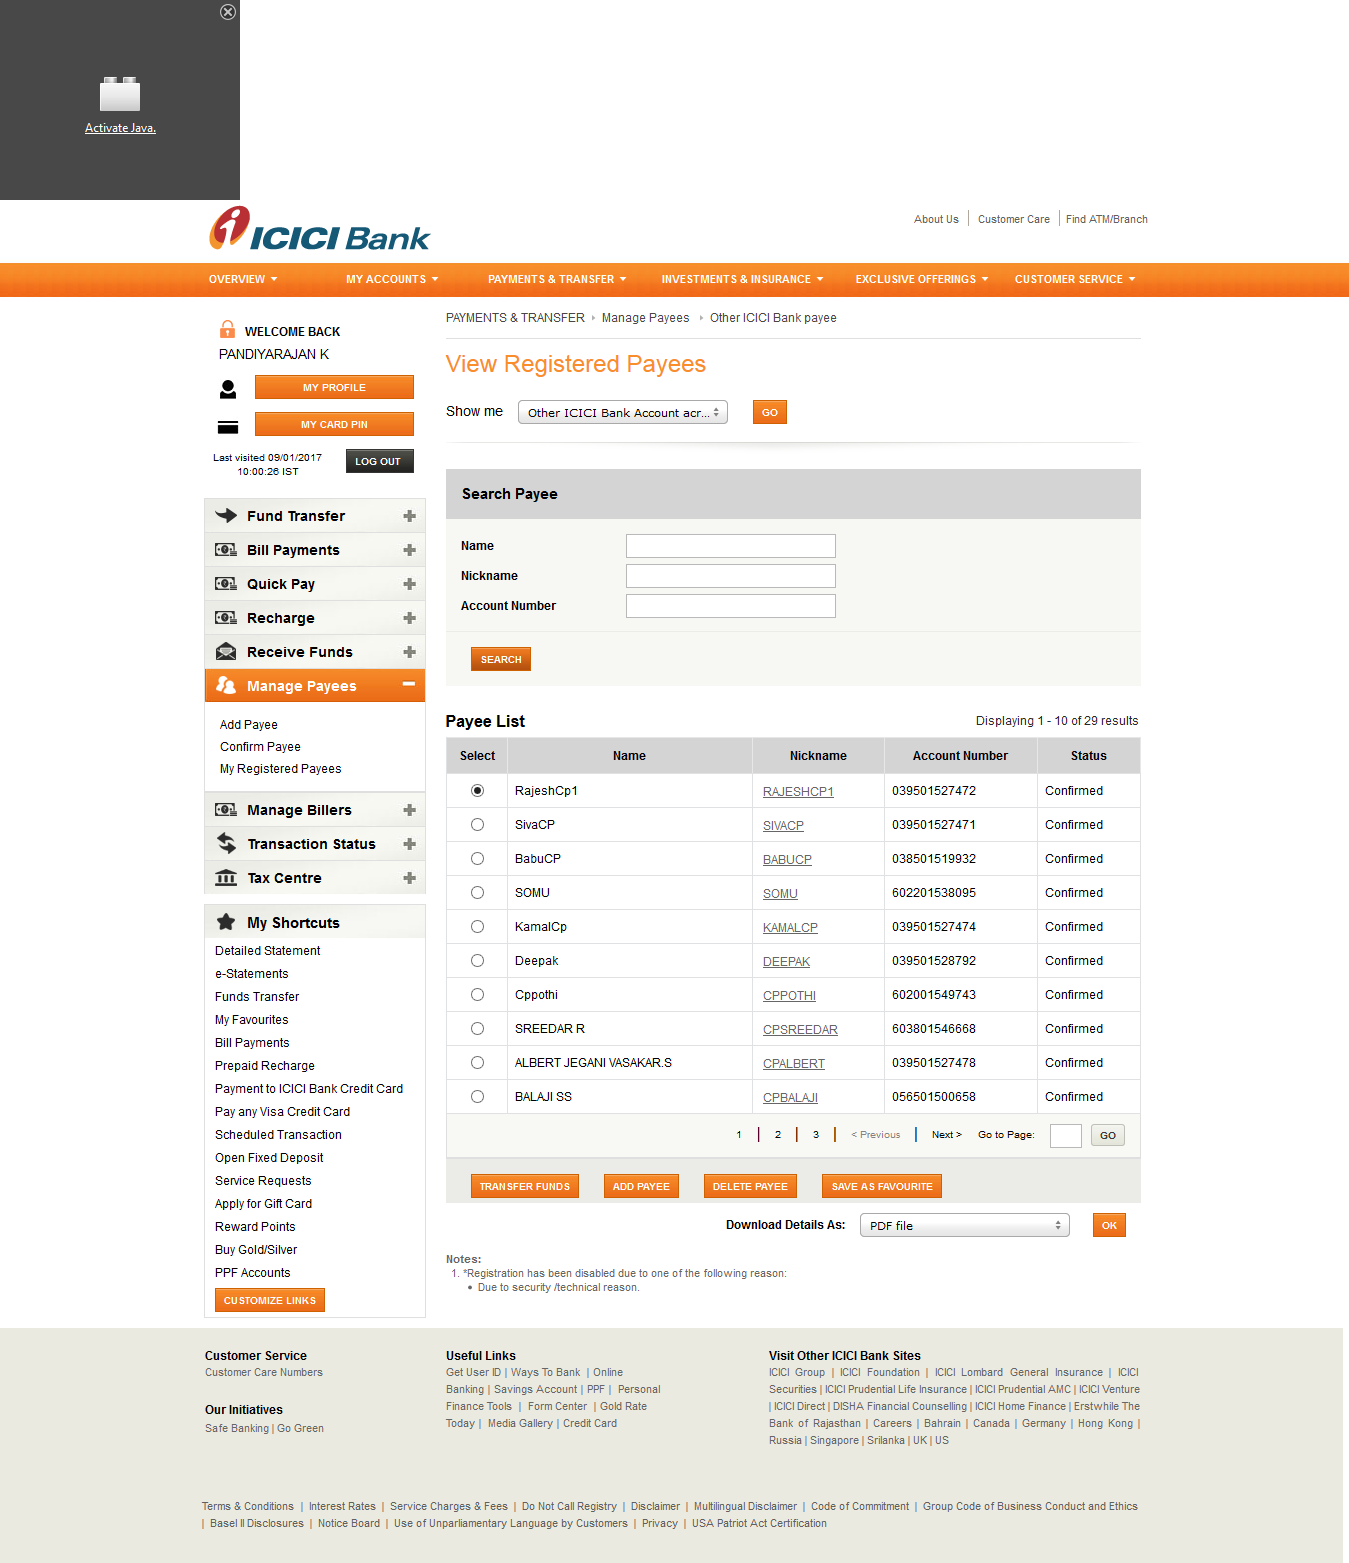 Activate Java.
ICICI Bank
About Us | Customer Care | Find ATM/Branch
OVERVIEW MY ACCOUNTS PAYMENTS & TRANSFER INVESTMENTS & INSURANCE EXCLUSIVE OFFERINGS CUSTOMER SERVICE
WELCOME BACK
PANDIYARAJAN K
MY PROFILE
MY CARD PIN
Last visited 09/01/2017
10:00:26 IST
LOG OUT
Fund Transfer
Bill Payments
Quick Pay
Recharge
Receive Funds
Manage Payees
Add Payee
Confirm Payee
My Registered Payees
Manage Billers
Transaction Status
Tax Centre
My Shortcuts
Detailed Statement
e-Statements
Funds Transfer
My Favourites
Bill Payments
Prepaid Recharge
Payment to ICICI Bank Credit Card
Pay any Visa Credit Card
Scheduled Transaction
Open Fixed Deposit
Service Requests
Apply for Gift Card
Reward Points
Buy Gold/Silver
PPF Accounts
CUSTOMIZE LINKS
PAYMENTS & TRANSFER Manage Payees Other ICICI Bank payee
View Registered Payees
Show me Other ICICI Bank Account acr... GO
Search Payee
Name
Nickname
Account Number
SEARCH
Payee List Displaying 1 - 10 of 29 results
Select Name Nickname Account Number Status
RajeshCp1 RAJESHCP1 039501527472 Confirmed
SivaCP SIVACP 039501527471 Confirmed
BabuCP BABUCP 038501519932 Confirmed
SOMU SOMU 602201538095 Confirmed
KamalCp KAMALCP 039501527474 Confirmed
Deepak DEEPAK 039501528792 Confirmed
Cppothi CPPOTHI 602001549743 Confirmed
SREEDAR R CPSREEDAR 603801546668 Confirmed
ALBERT JEGANI VASAKAR.S CPALBERT 039501527478 Confirmed
BALAJI SS CPBALAJI 056501500658 Confirmed
1 | 2 | 3 | < Previous | Next > Go to Page: GO
TRANSFER FUNDS ADD PAYEE DELETE PAYEE SAVE AS FAVOURITE
Download Details As: PDF file OK
Notes:
1. *Registration has been disabled due to one of the following reason:
• Due to security /technical reason.
Customer Service
Customer Care Numbers
Our Initiatives
Safe Banking | Go Green
Useful Links
Get User ID | Ways To Bank | Online
Banking | Savings Account | PPF | Personal
Finance Tools | Form Center | Gold Rate
Today | Media Gallery | Credit Card
Visit Other ICICI Bank Sites
ICICI Group | ICICI Foundation | ICICI Lombard General Insurance | ICICI
Securities | ICICI Prudential Life Insurance | ICICI Prudential AMC | ICICI Venture
| ICICI Direct | DISHA Financial Counselling | ICICI Home Finance | Erstwhile The
Bank of Rajasthan | Careers | Bahrain | Canada | Germany | Hong Kong |
Russia | Singapore | Srilanka | UK | US
Terms & Conditions | Interest Rates | Service Charges & Fees | Do Not Call Registry | Disclaimer | Multilingual Disclaimer | Code of Commitment | Group Code of Business Conduct and Ethics
| Basel II Disclosures | Notice Board | Use of Unparliamentary Language by Customers | Privacy | USA Patriot Act Certification